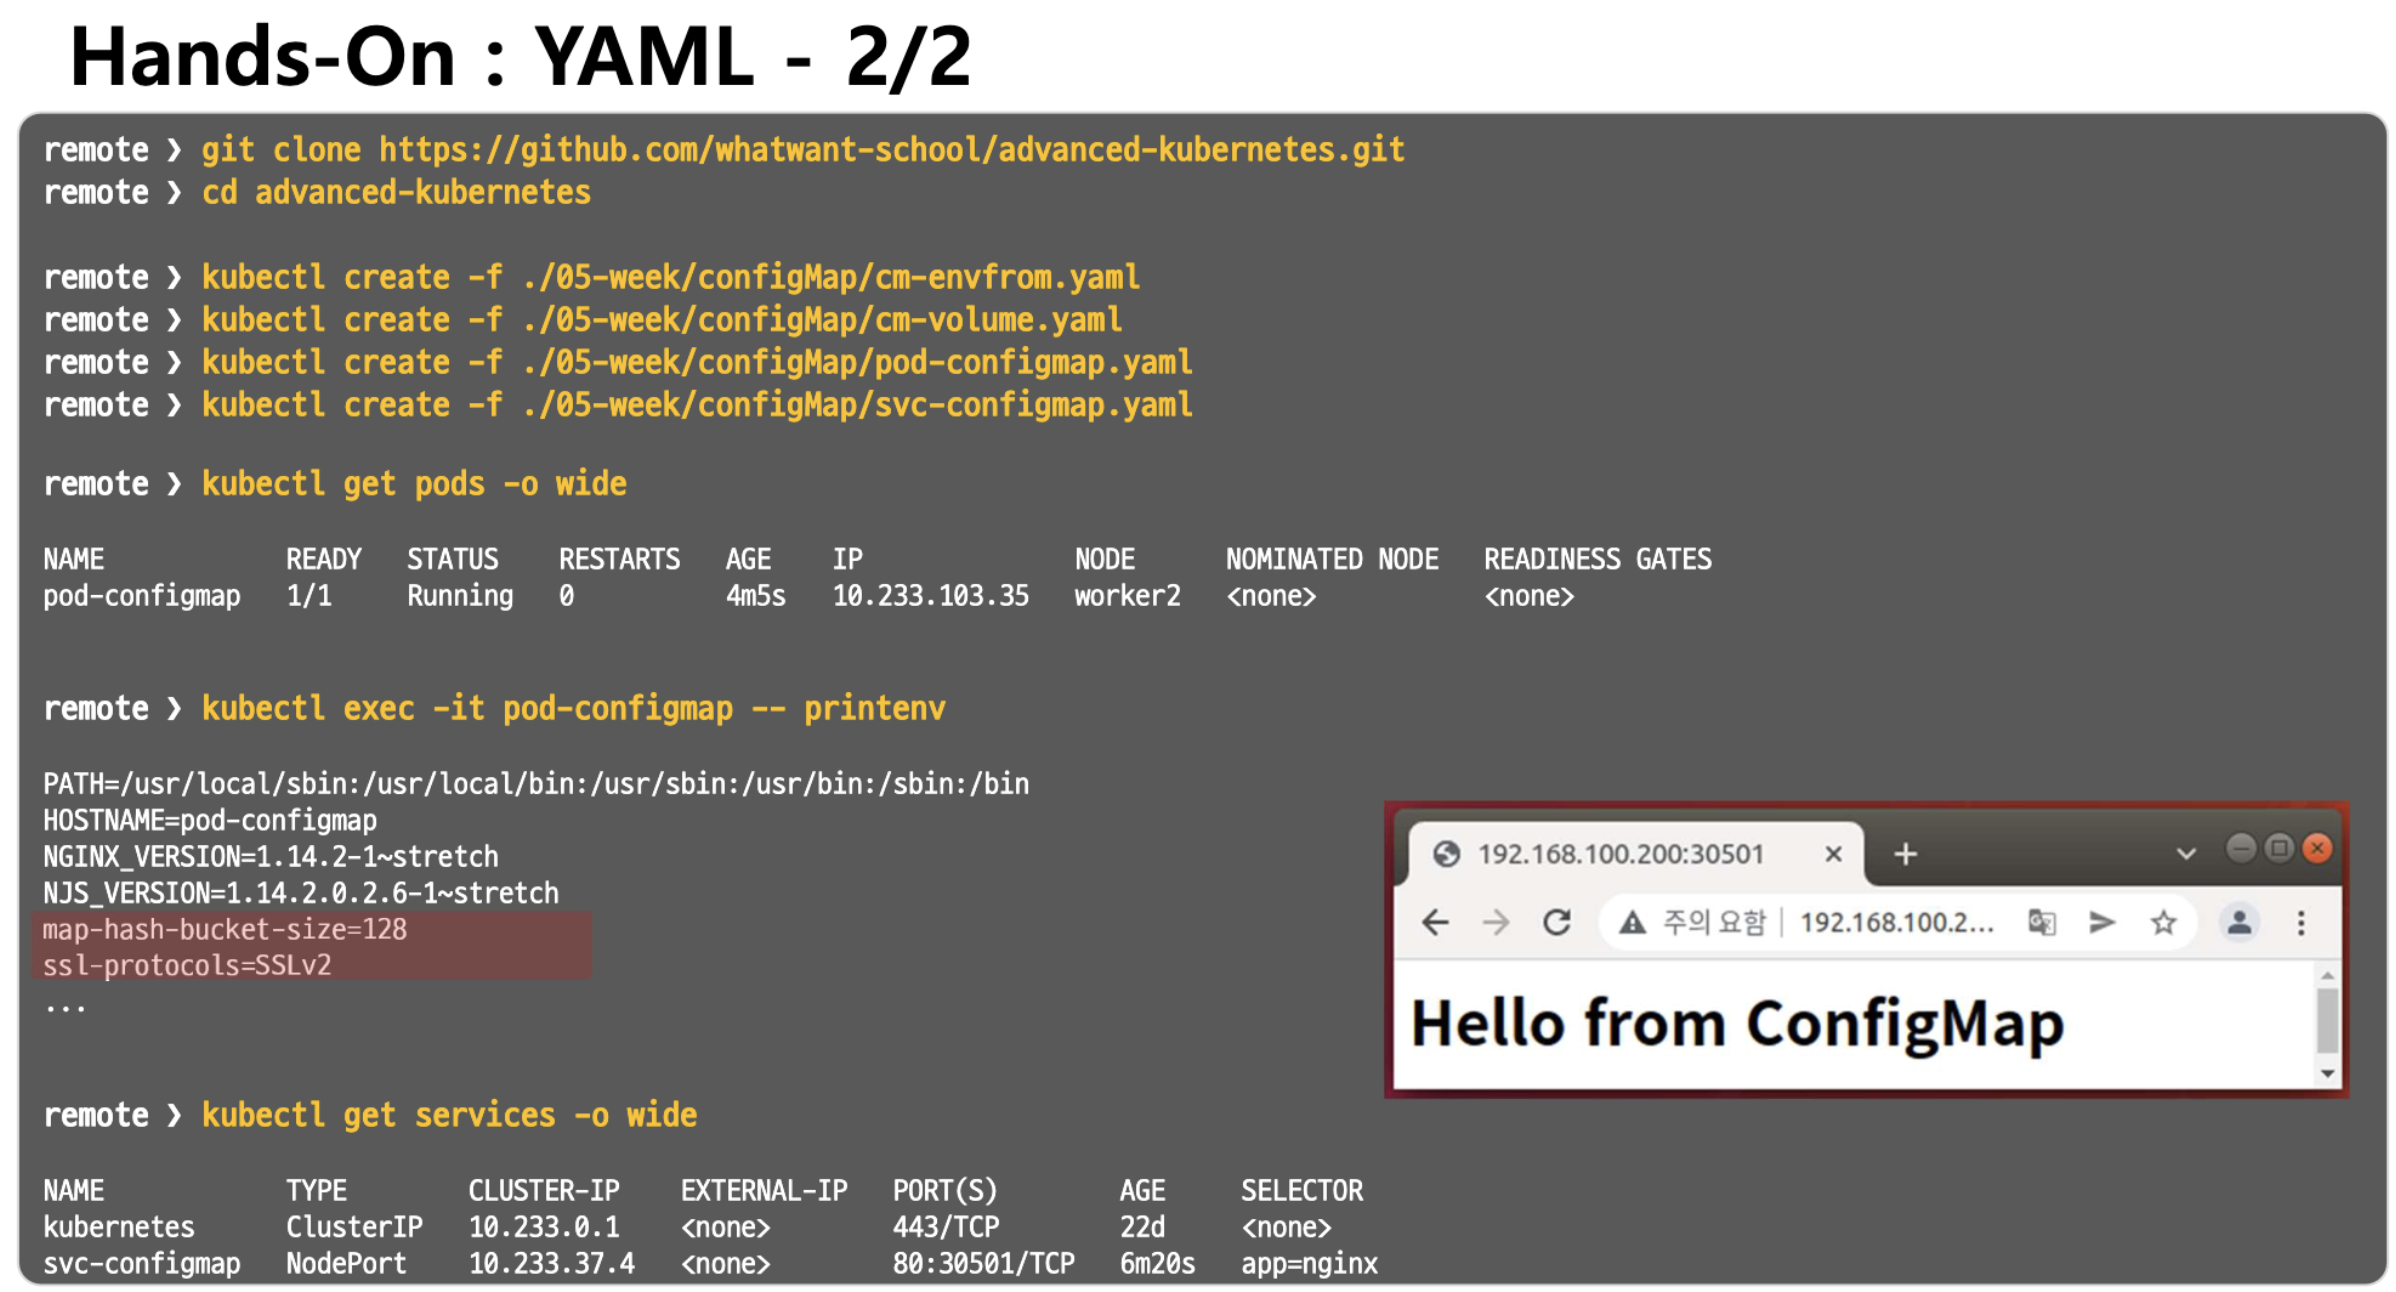 Hands-On : YAML - 2/2
remote ❯ git clone https://github.com/whatwant-school/advanced-kubernetes.git
remote ❯ cd advanced-kubernetes
remote ❯ kubectl create -f ./05-week/configMap/cm-envfrom.yaml
remote ❯ kubectl create -f ./05-week/configMap/cm-volume.yaml
remote ❯ kubectl create -f ./05-week/configMap/pod-configmap.yaml
remote ❯ kubectl create -f ./05-week/configMap/svc-configmap.yaml
remote ❯ kubectl get pods -o wide
NAME READY STATUS RESTARTS AGE IP NODE NOMINATED NODE READINESS GATES
pod-configmap 1/1 Running 0 4m5s 10.233.103.35 worker2 <none> <none>
remote ❯ kubectl exec -it pod-configmap -- printenv
PATH=/usr/local/sbin:/usr/local/bin:/usr/sbin:/usr/bin:/sbin:/bin
HOSTNAME=pod-configmap
NGINX_VERSION=1.14.2-1~stretch
NJS_VERSION=1.14.2.0.2.6-1~stretch
map-hash-bucket-size=128
ssl-protocols=SSLv2
...
192.168.100.200:30501
주의 요함 192.168.100.2...
Hello from ConfigMap
remote ❯ kubectl get services -o wide
NAME TYPE CLUSTER-IP EXTERNAL-IP PORT(S) AGE SELECTOR
kubernetes ClusterIP 10.233.0.1 <none> 443/TCP 22d <none>
svc-configmap NodePort 10.233.37.4 <none> 80:30501/TCP 6m20s app=nginx